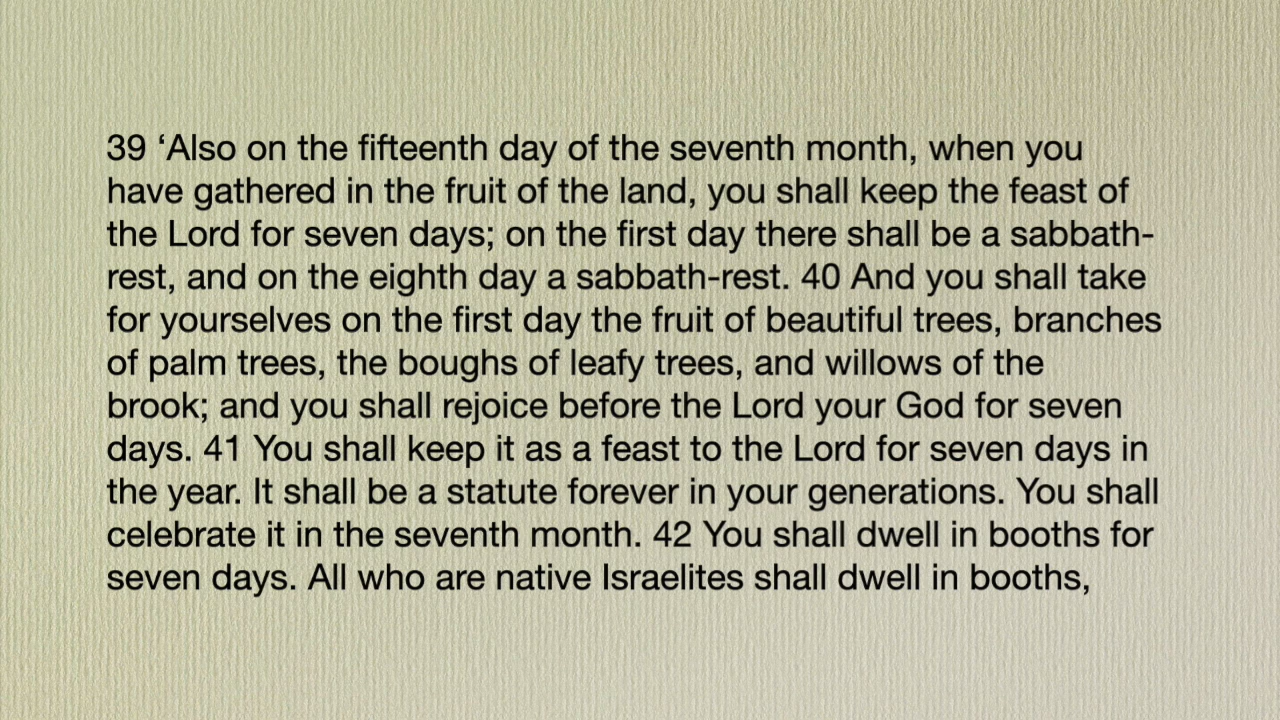 39 ‘Also on the fifteenth day of the seventh month, when you
have gathered in the fruit of the land, you shall keep the feast of
the Lord for seven days; on the first day there shall be a sabbath-
rest, and on the eighth day a sabbath-rest. 40 And you shall take
for yourselves on the first day the fruit of beautiful trees, branches
of palm trees, the boughs of leafy trees, and willows of the
brook; and you shall rejoice before the Lord your God for seven
days. 41 You shall keep it as a feast to the Lord for seven days in
the year. It shall be a statute forever in your generations. You shall
celebrate it in the seventh month. 42 You shall dwell in booths for
seven days. All who are native Israelites shall dwell in booths,